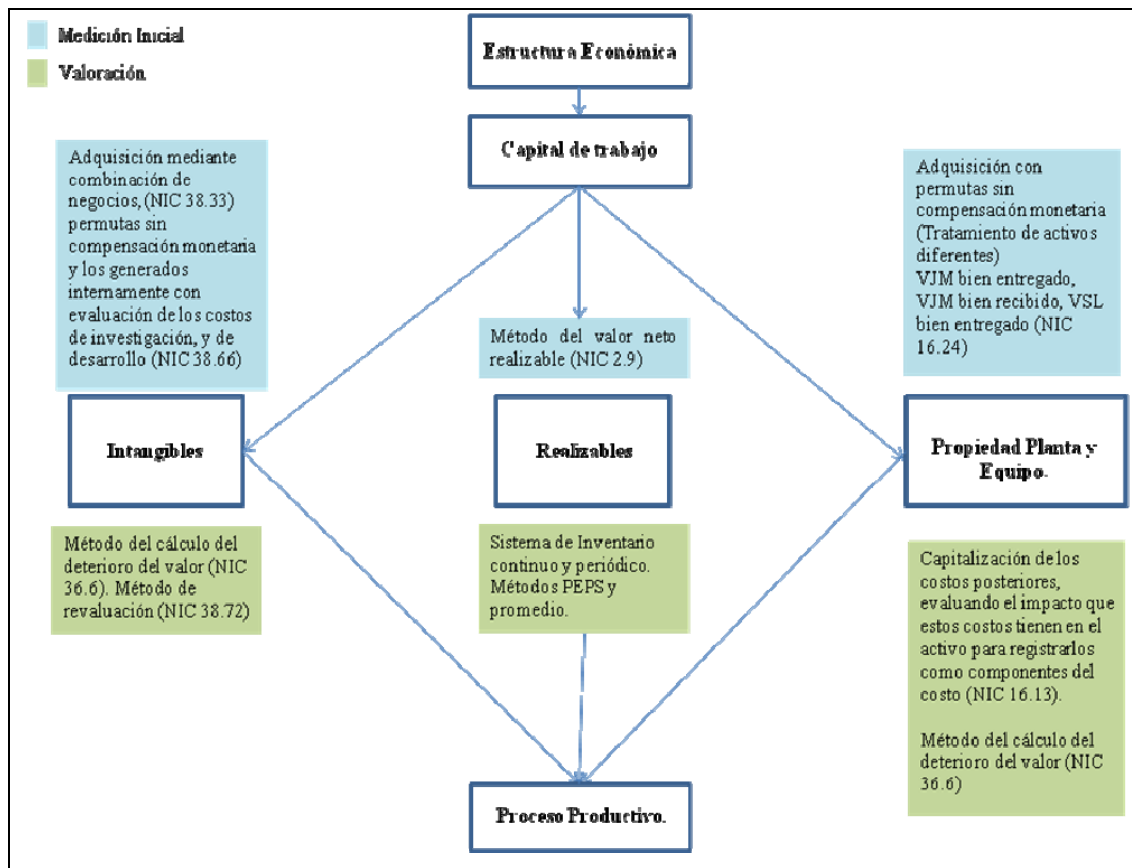 Medición Inicial
Valoración
Estructura Económica
Capital de trabajo
Adquisición mediante
combinación de
negocios, (NIC 38.33)
permutas sin
compensación monetaria
y los generados
internamente con
evaluación de los costos
de investigación, y de
desarrollo (NIC 38.66)
Método del valor neto
realizable (NIC 2.9)
Adquisición con
permutas sin
compensación monetaria
(Tratamiento de activos
diferentes)
VJM bien entregado,
VJM bien recibido, VSL
bien entregado (NIC
16.24)
Intangibles
Realizables
Propiedad Planta y
Equipo.
Método del cálculo del
deterioro del valor (NIC
36.6). Método de
revaluación (NIC 38.72)
Sistema de Inventario
continuo y periódico.
Métodos PEPS y
promedio.
Capitalización de los
costos posteriores,
evaluando el impacto que
estos costos tienen en el
activo para registrarlos
como componentes del
costo (NIC 16.13).
Método del cálculo del
deterioro del valor (NIC
36.6)
Proceso Productivo.